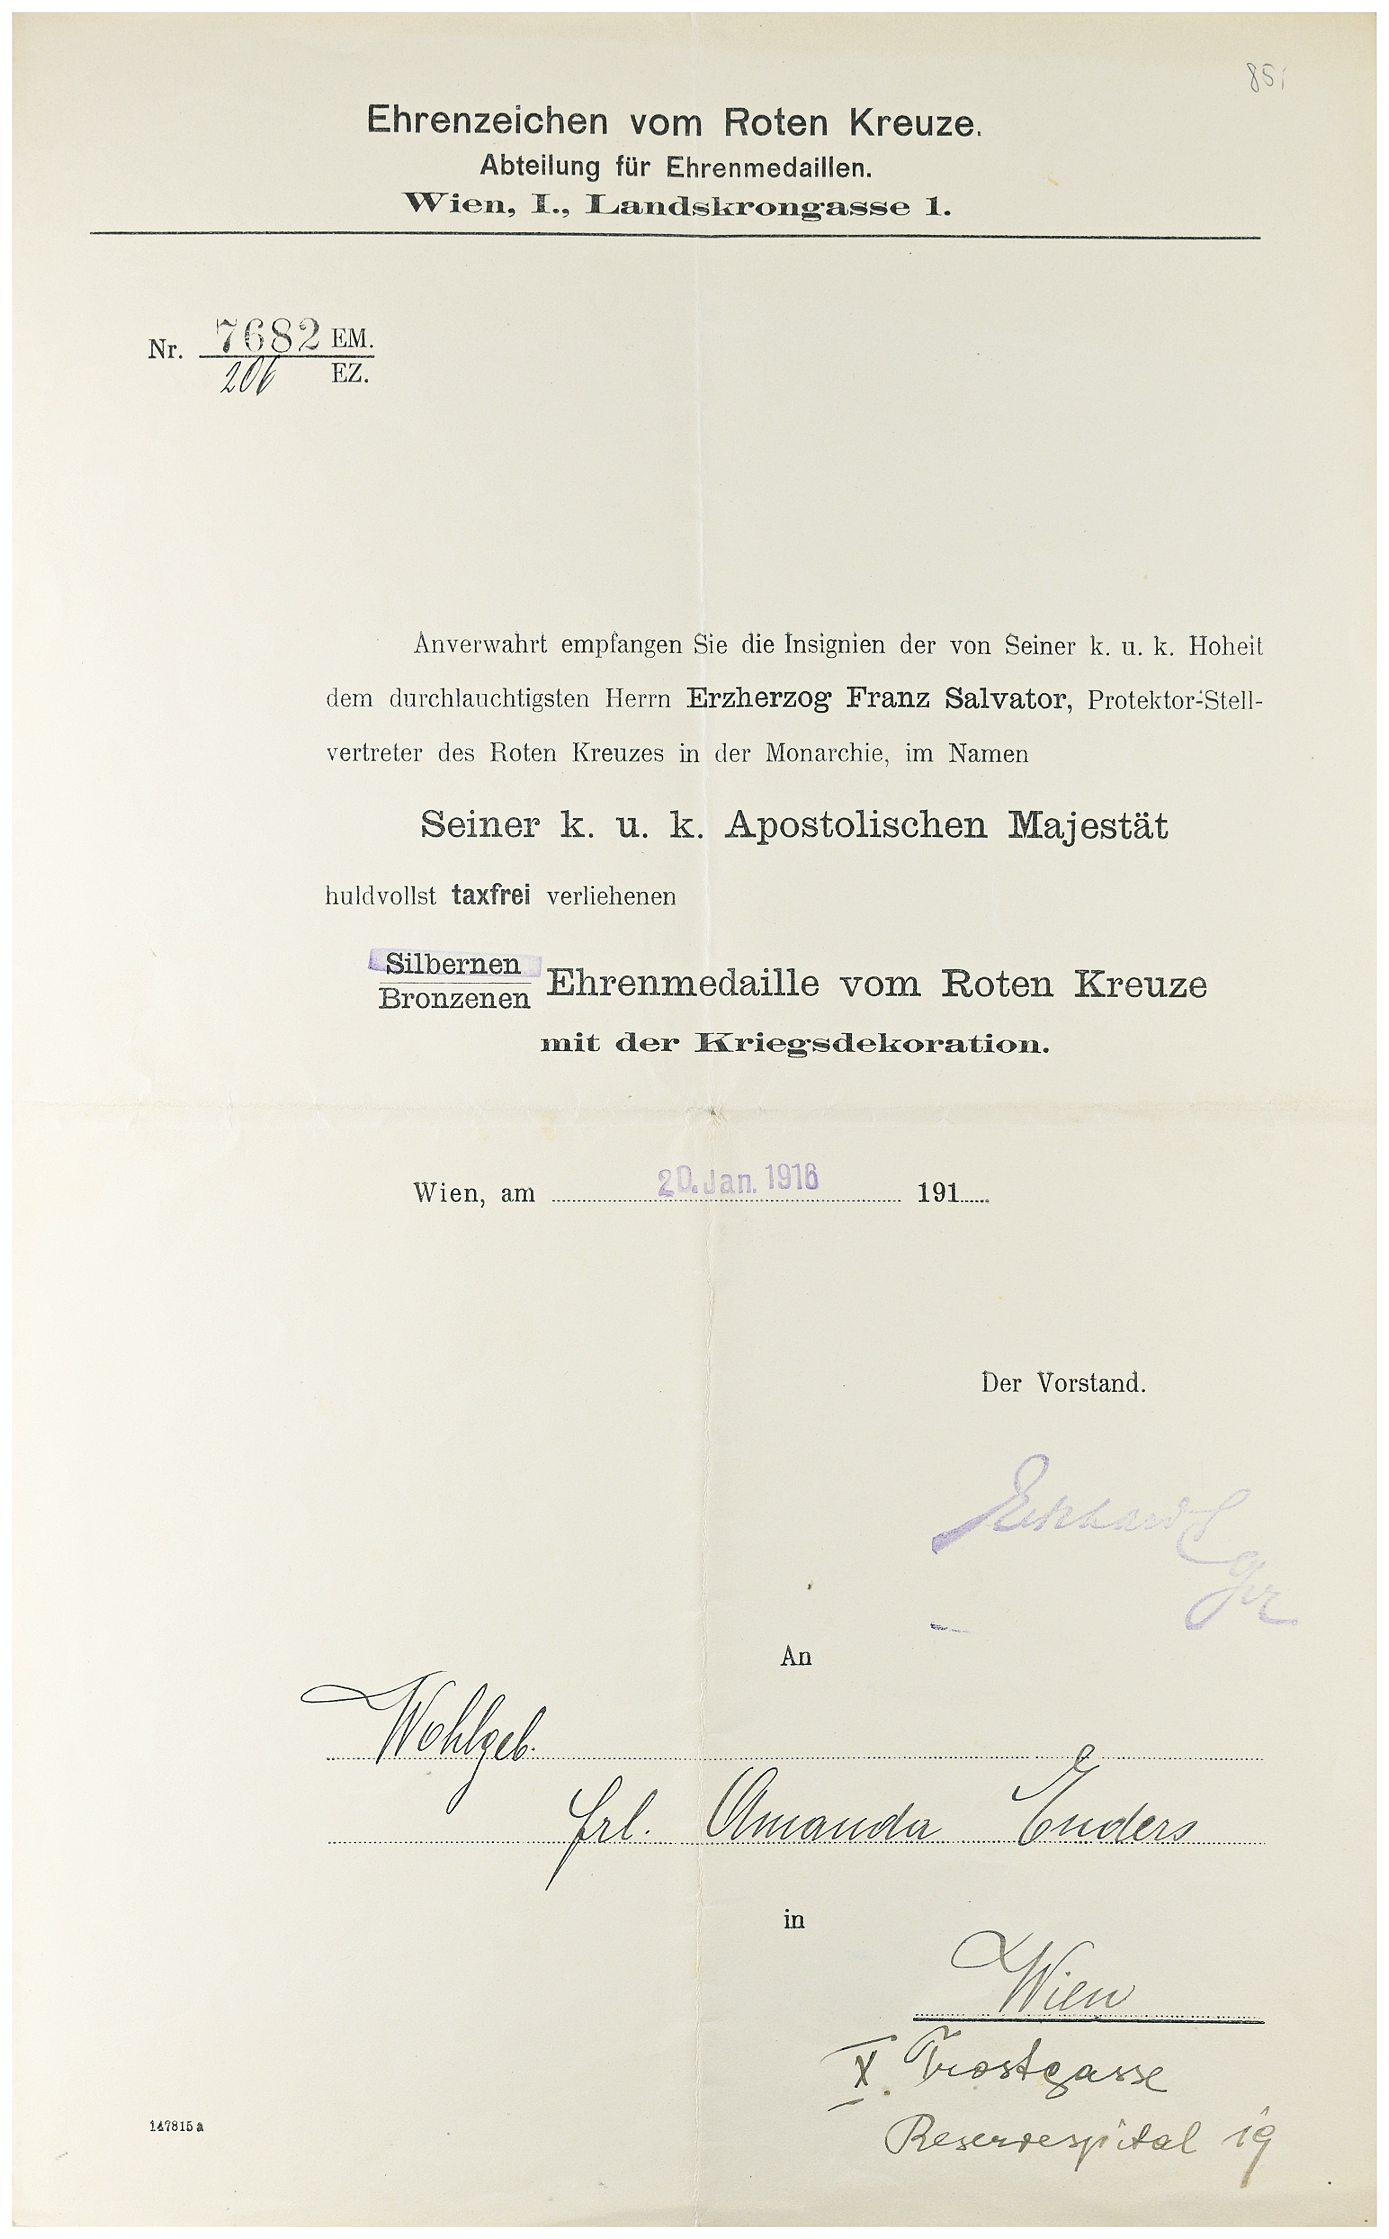 851
Ehrenzeichen vom Roten Kreuze.
Abteilung für Ehrenmedaillen.
Wien, I., Landskrongasse 1.
Nr. 7682 EM.
206 EZ.
Anverwahrt empfangen Sie die Insignien der von Seiner k. u. k. Hoheit
dem durchlauchtigsten Herrn Erzherzog Franz Salvator, Protektor-Stell-
vertreter des Roten Kreuzes in der Monarchie, im Namen
Seiner k. u. k. Apostolischen Majestät
huldvollst taxfrei verliehenen
Silbernen
Bronzenen
Ehrenmedaille vom Roten Kreuze
mit der Kriegsdekoration.
Wien, am 20. Jan. 1916 191
Der Vorstand.
An
Wohlgeb.
Frl. Amanda Enders
in
Wien
X. Trostgasse
Reservespital 19
147815 a